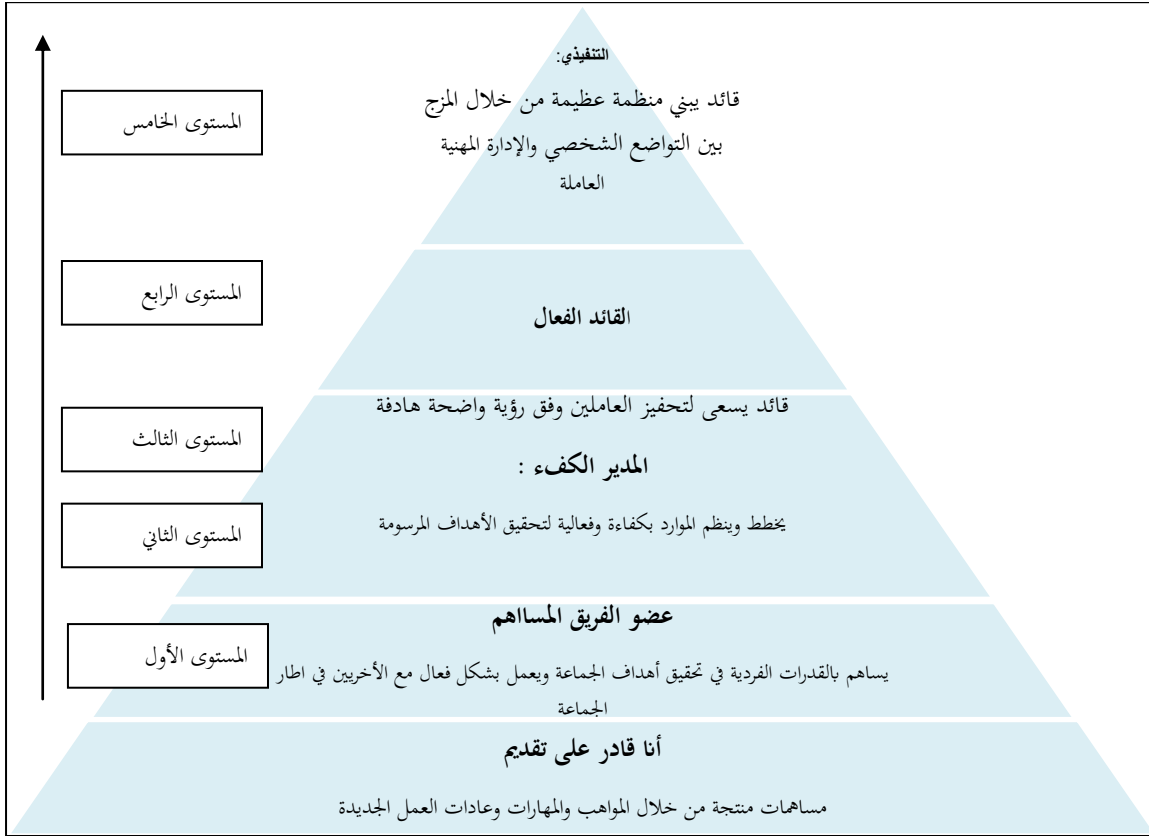 التنفيذي:
قائد يبني منظمة عظيمة من خلال المزج
بين التواضع الشخصي والإدارة المهنية
العاملة
المستوى الخامس
المستوى الرابع
القائد الفعال
قائد يسعى لتحفيز العاملين وفق رؤية واضحة هادفة
المستوى الثالث
المدير الكفء :
يخطط وينظم الموارد بكفاءة وفعالية لتحقيق الأهداف المرسومة
المستوى الثاني
عضو الفريق المسااهم
المستوى الأول
يساهم بالقدرات الفردية في تحقيق أهداف الجماعة ويعمل بشكل فعال مع الأخريين في اطار
الجماعة
أنا قادر على تقديم
مساهمات منتجة من خلال المواهب والمهارات وعادات العمل الجديدة